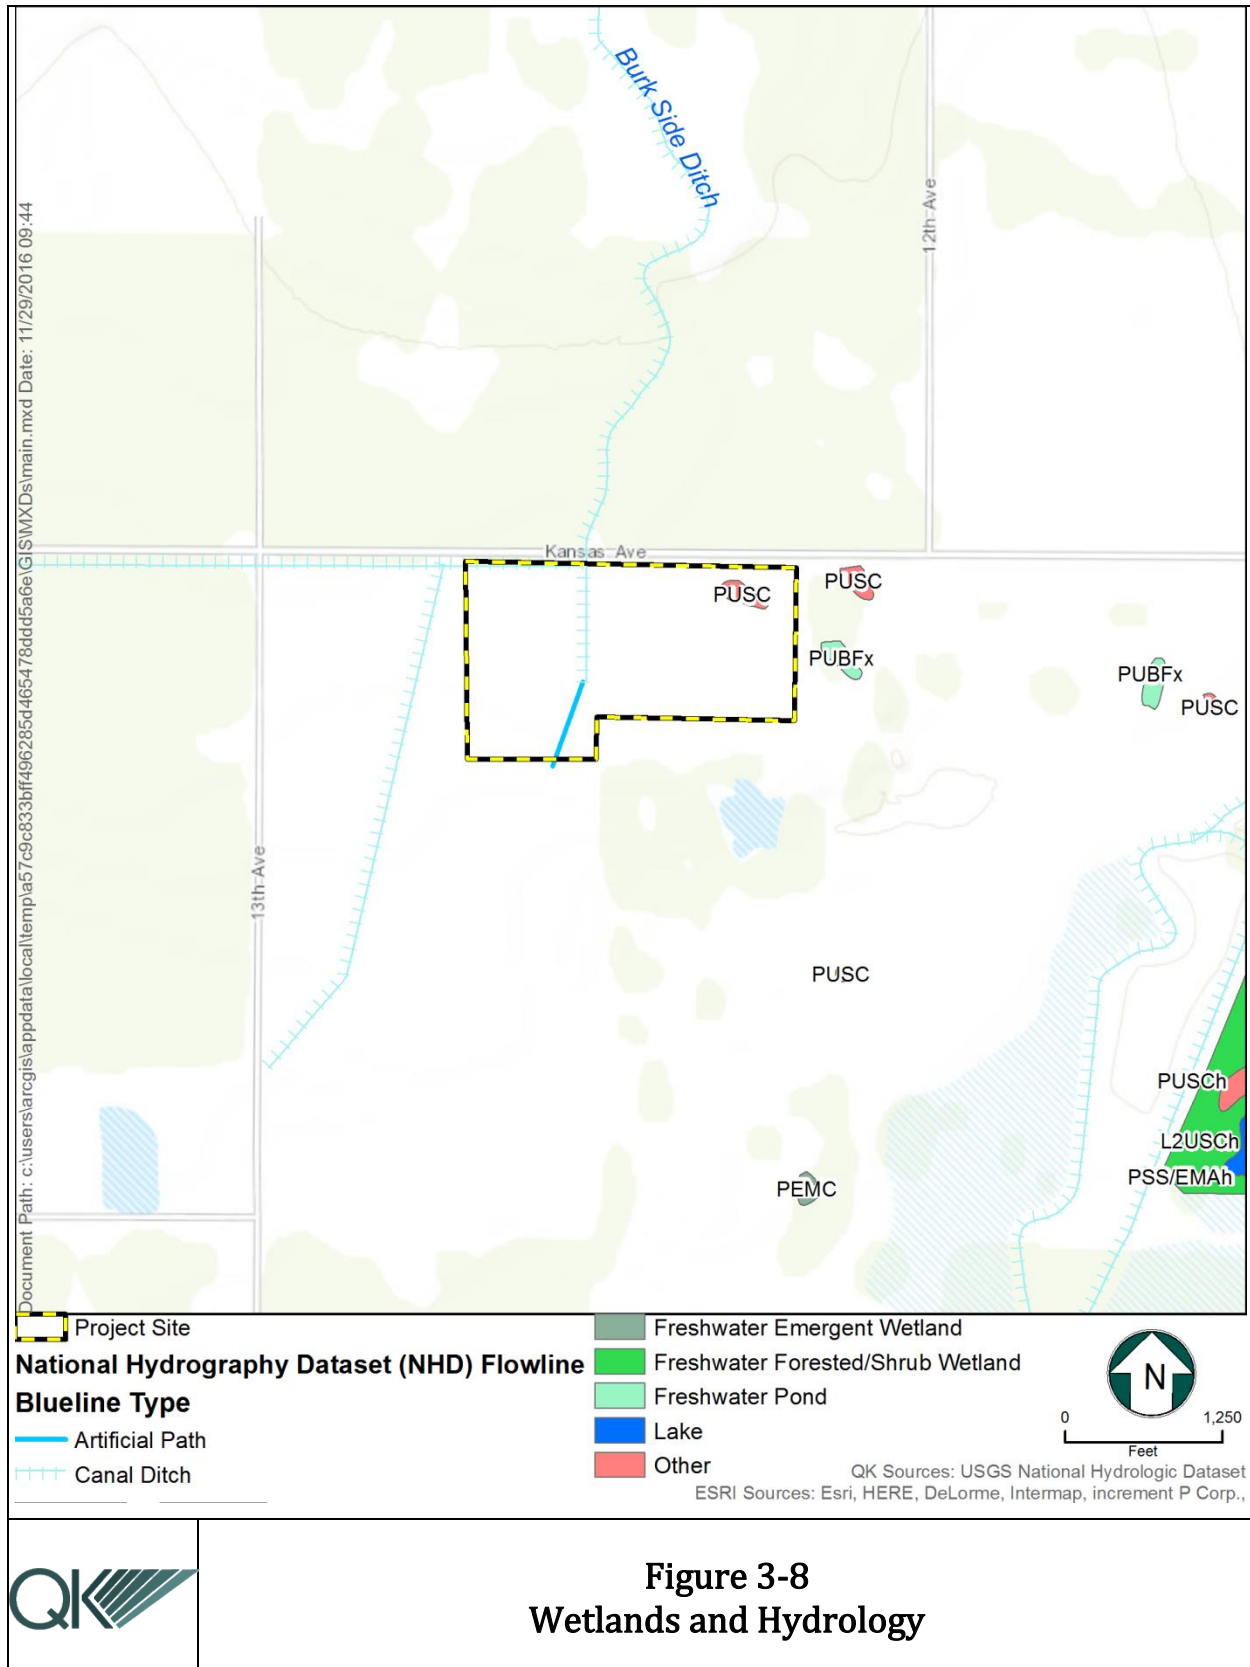 Burk Side Ditch
12th Ave
Document Path: c:\users\arcgis\appdata\local\temp\a57c9c833bff496285d465478ddd5a6e\GIS\MXDs\main.mxd Date: 11/29/2016 09:44
Kansas Ave
PUSC
PUSC
PUBFx
PUBFx
PUSC
13th Ave
PUSC
PUSCh
L2USCh
PSS/EMAh
PEMC
Project Site
National Hydrography Dataset (NHD) Flowline
Blueline Type
Artificial Path
Canal Ditch
Freshwater Emergent Wetland
Freshwater Forested/Shrub Wetland
Freshwater Pond
Lake
Other
N
0 1,250
Feet
QK Sources: USGS National Hydrologic Dataset
ESRI Sources: Esri, HERE, DeLorme, Intermap, increment P Corp.,
QK
Figure 3-8
Wetlands and Hydrology